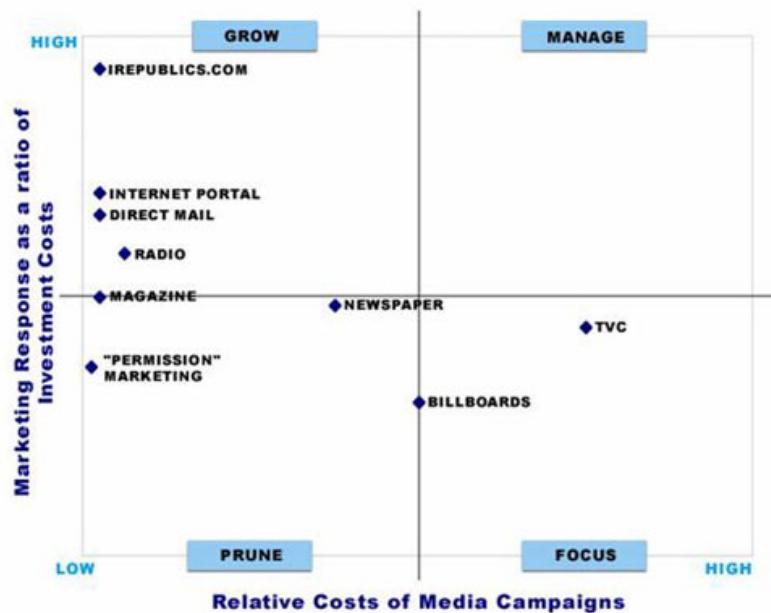 GROW
MANAGE
HIGH
IREPUBLICS.COM
INTERNET PORTAL
DIRECT MAIL
RADIO
MAGAZINE
NEWSPAPER
TVC
"PERMISSION"
MARKETING
BILLBOARDS
Marketing Response as a ratio of
Investment Costs
PRUNE
FOCUS
LOW
HIGH
Relative Costs of Media Campaigns